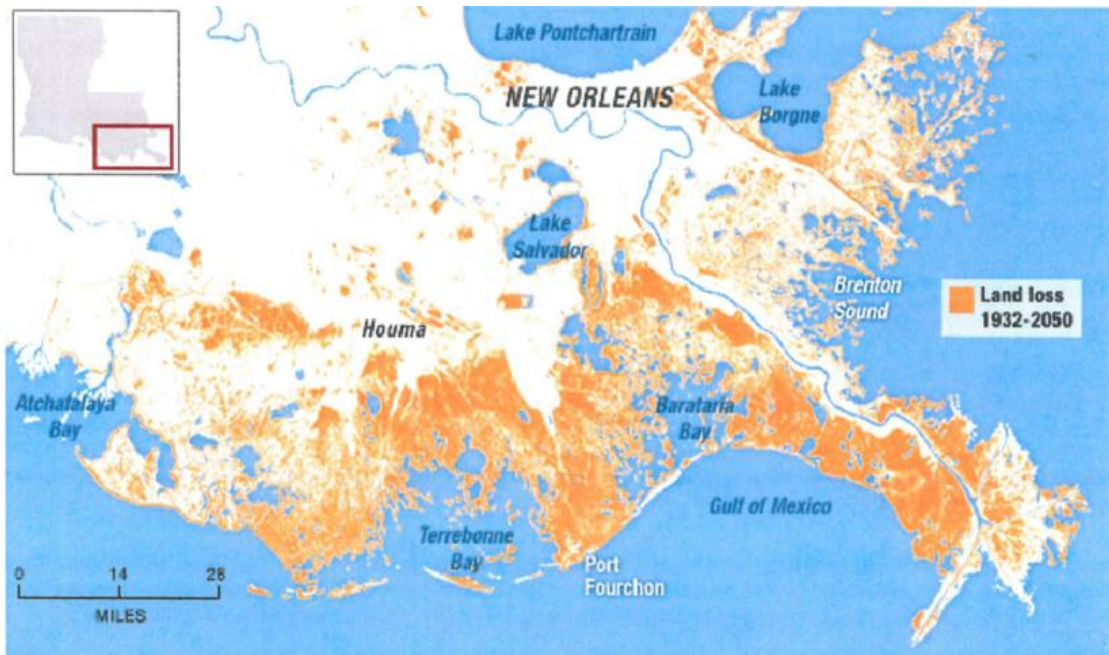 Lake Pontchartrain
NEW ORLEANS
Lake
Borgne
Lake
Salvador
Brenton
Sound
Land loss
1932-2050
Houma
Atchafalaya
Bay
Barataria
Bay
Gulf of Mexico
Terrebonne
Bay
Port
Fourchon
0 14 28
MILES